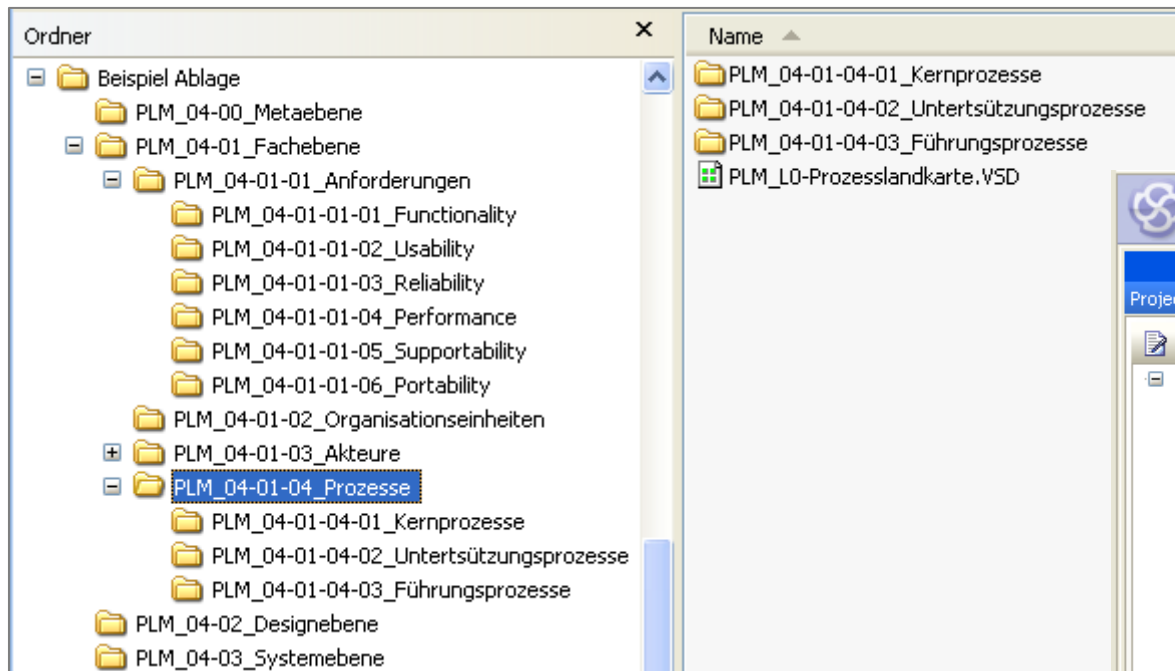 Ordner
Beispiel Ablage
PLM_04-00_Metaebene
PLM_04-01_Fachebene
PLM_04-01-01_Anforderungen
PLM_04-01-01-01_Functionality
PLM_04-01-01-02_Usability
PLM_04-01-01-03_Reliability
PLM_04-01-01-04_Performance
PLM_04-01-01-05_Supportability
PLM_04-01-01-06_Portability
PLM_04-01-02_Organisationseinheiten
PLM_04-01-03_Akteure
PLM_04-01-04_Prozesse
PLM_04-01-04-01_Kernprozesse
PLM_04-01-04-02_Untertsützungsprozesse
PLM_04-01-04-03_Führungsprozesse
PLM_04-02_Designebene
PLM_04-03_Systemebene
Name
PLM_04-01-04-01_Kernprozesse
PLM_04-01-04-02_Untertsützungsprozesse
PLM_04-01-04-03_Führungsprozesse
PLM_L0-Prozesslandkarte.VSD
Projec